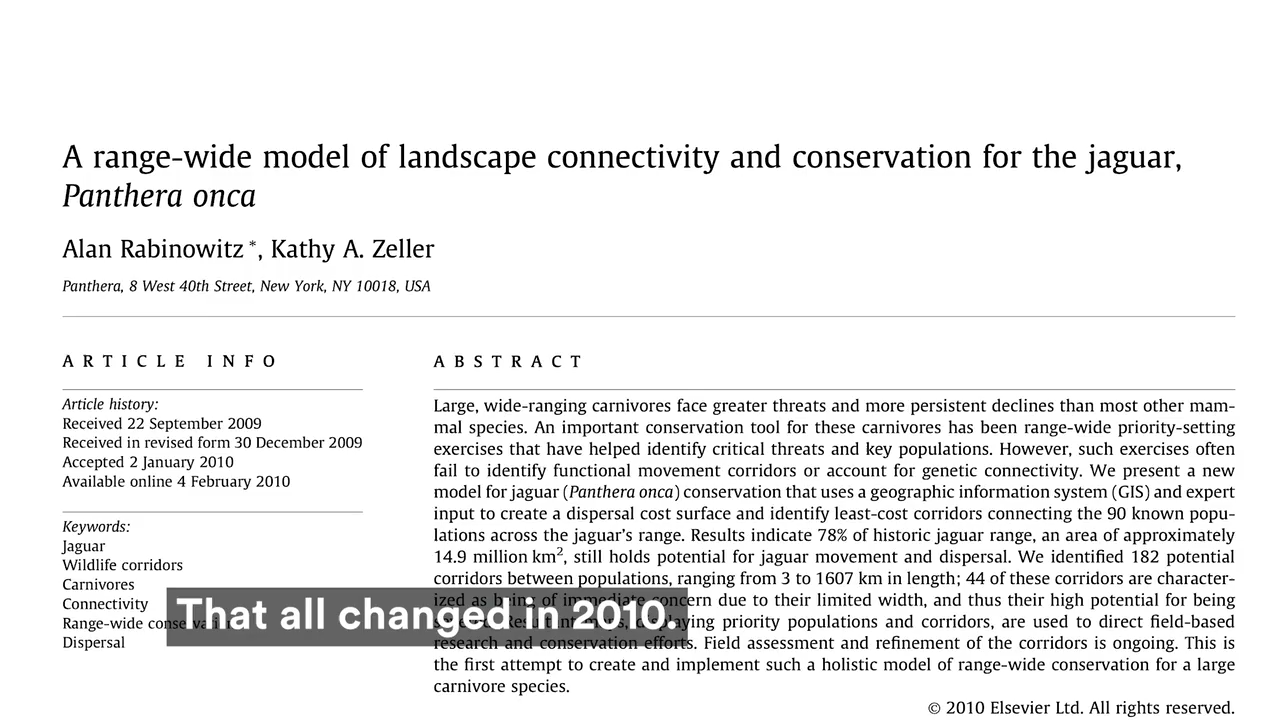 A range-wide model of landscape connectivity and conservation for the jaguar,
Panthera onca
Alan Rabinowitz *, Kathy A. Zeller
Panthera, 8 West 40th Street, New York, NY 10018, USA
ARTICLE INFO
Article history:
Received 22 September 2009
Received in revised form 30 December 2009
Accepted 2 January 2010
Available online 4 February 2010
Keywords:
Jaguar
Wildlife corridors
Carnivores
Connectivity
Range-wide conservation
Dispersal
ABSTRACT
Large, wide-ranging carnivores face greater threats and more persistent declines than most other mam-
mal species. An important conservation tool for these carnivores has been range-wide priority-setting
exercises that have helped identify critical threats and key populations. However, such exercises often
fail to identify functional movement corridors or account for genetic connectivity. We present a new
model for jaguar (Panthera onca) conservation that uses a geographic information system (GIS) and expert
input to create a dispersal cost surface and identify least-cost corridors connecting the 90 known popu-
lations across the jaguar's range. Results indicate 78% of historic jaguar range, an area of approximately
14.9 million km², still holds potential for jaguar movement and dispersal. We identified 182 potential
corridors between populations, ranging from 3 to 1607 km in length; 44 of these corridors are character-
ized as being of immediate concern due to their limited width, and thus their high potential for being
displaying priority populations and corridors, are used to direct field-based
research and conservation efforts. Field assessment and refinement of the corridors is ongoing. This is
the first attempt to create and implement such a holistic model of range-wide conservation for a large
carnivore species.
© 2010 Elsevier Ltd. All rights reserved.
That all changed in 2010.